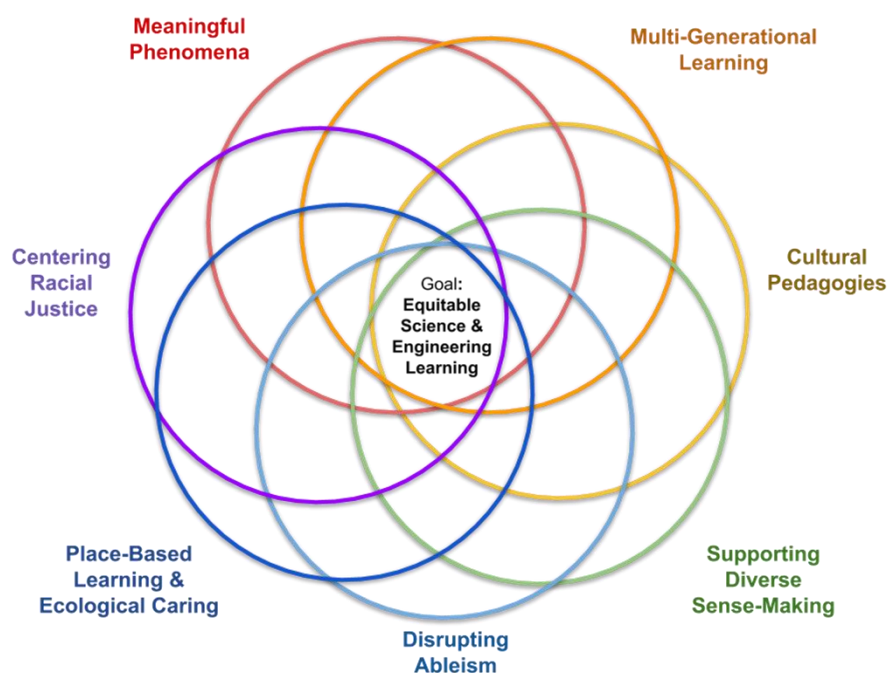 Meaningful
Phenomena
Multi-Generational
Learning
Centering
Racial
Justice
Goal:
Equitable
Science &
Engineering
Learning
Cultural
Pedagogies
Place-Based
Learning &
Ecological Caring
Supporting
Diverse
Sense-Making
Disrupting
Ableism